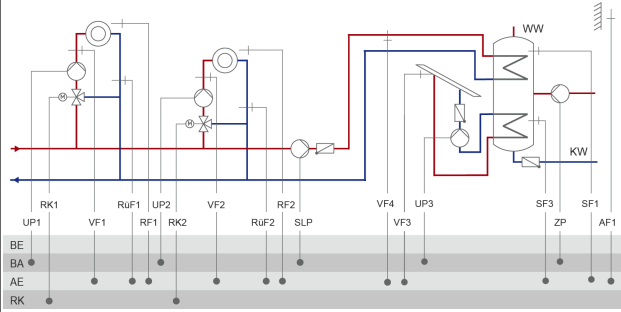 WW
M
M
KW
RK1 RüF1 UP2 VF2 RF2 VF4 UP3 SF3 SF1
UP1 VF1 RF1 RK2 RüF2 SLP VF3 ZP AF1
BE
BA
AE
RK